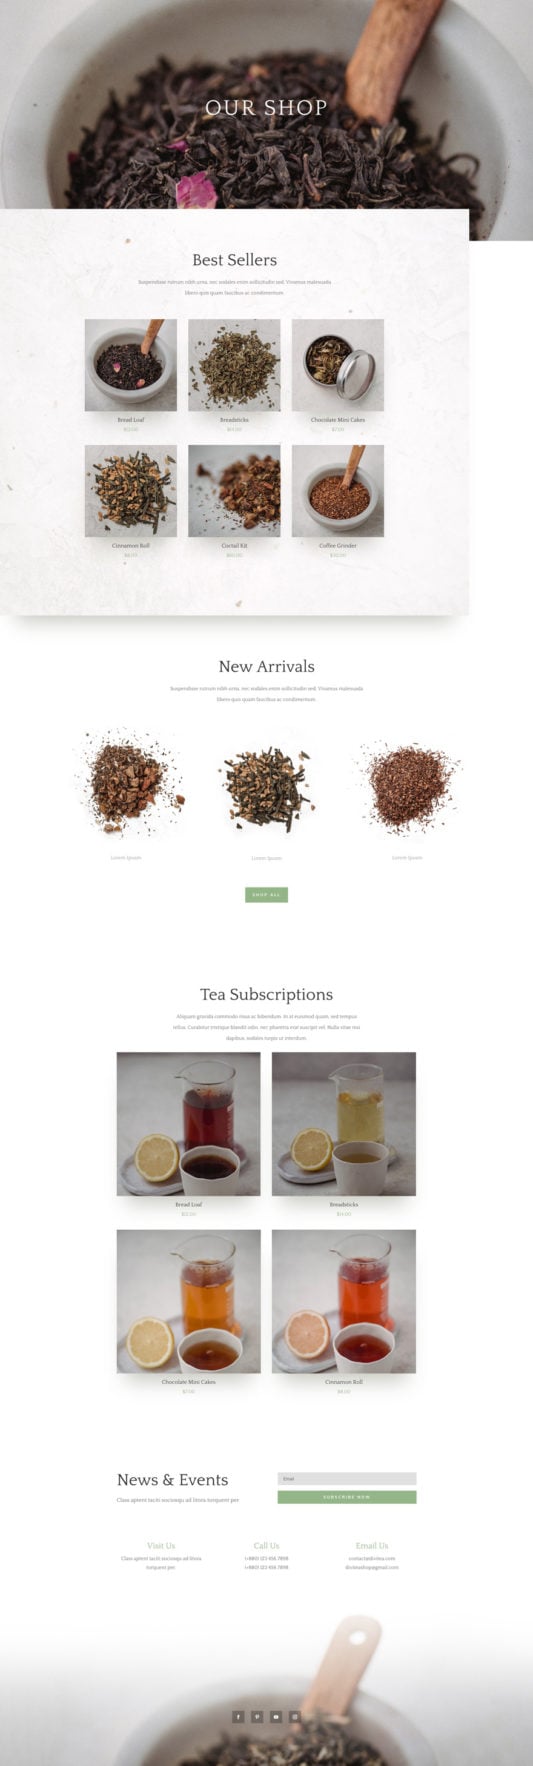 OUR SHOP
Best Sellers
Suspendisse rutrum nibh urna, nec sodales enim sollicitudin sed. Vivamus malesuada
libero quis quam faucibus ac condimentum.
Bread Loaf
Breadsticks
Chocolate Mini Cakes
$12.00
$14.00
$7.00
Cinnamon Roll
Coctail Kit
Coffee Grinder
$8.00
$60.00
$30.00
New Arrivals
Suspendisse rutrum nibh urna, nec sodales enim sollicitudin sed. Vivamus malesuada
libero quis quam faucibus ac condimentum.
Lorem Ipsum
Lorem Ipsum
Lorem Ipsum
SHOP ALL
Tea Subscriptions
Aliquam gravida commodo risus ac bibendum. In at euismod quam, sed tempus
tellus. Curabitur tristique blandit odio, nec pharetra erat suscipit vel. Nulla vitae nisi
dapibus, sodales turpis ut interdum.
Bread Loaf
Breadsticks
$12.00
$14.00
Chocolate Mini Cakes
Cinnamon Roll
$7.00
$8.00
News & Events
Class aptent taciti sociosqu ad litora torquent per
Email
SUBSCRIBE NOW
Visit Us
Call Us
Email Us
Class aptent taciti sociosqu ad litora
torquent per.
(+880) 123 456 7898
(+880) 123 456 7898
contact@divitea.com
diviteashop@gmail.com